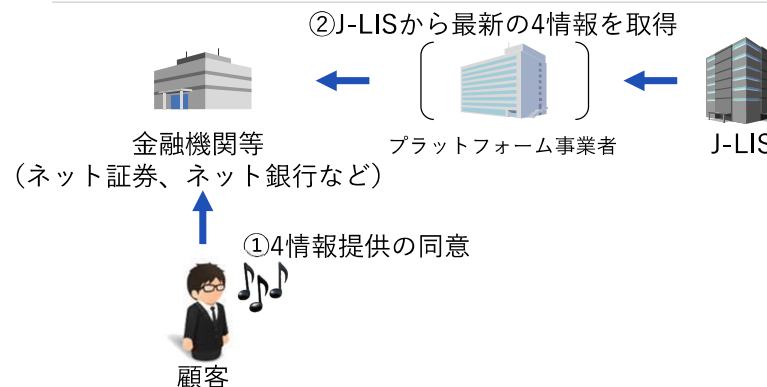 ②J-LISから最新の4情報を取得
金融機関等
（ネット証券、ネット銀行など）
プラットフォーム事業者
J-LIS
①4情報提供の同意
顧客